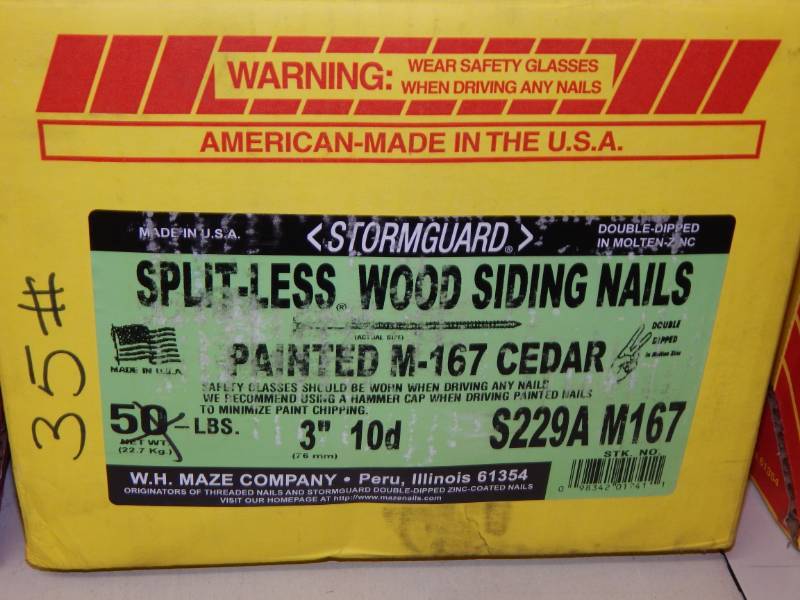 WARNING: WEAR SAFETY GLASSES
WHEN DRIVING ANY NAILS
AMERICAN-MADE IN THE U.S.A.
35#
MADE IN U.S.A.
<STORMGUARD®>
DOUBLE-DIPPED
IN MOLTEN-ZINC
SPLIT-LESS® WOOD SIDING NAILS
(ACTUAL SIZE)
MADE IN U.S.A.
PAINTED M-167 CEDAR
DOUBLE
DIPPED
in Molten Zinc
SAFETY GLASSES SHOULD BE WORN WHEN DRIVING ANY NAILS
WE RECOMMEND USING A HAMMER CAP WHEN DRIVING PAINTED NAILS
TO MINIMIZE PAINT CHIPPING.
50-LBS.
NET WT
(22.7 Kg.)
3" 10d
(76 mm)
S229A M167
STK. NO.
W.H. MAZE COMPANY • Peru, Illinois 61354
ORIGINATORS OF THREADED NAILS AND STORMGUARD DOUBLE-DIPPED ZINC-COATED NAILS
VISIT OUR HOMEPAGE AT http://www.mazenails.com
0 98342 01741 1
61354